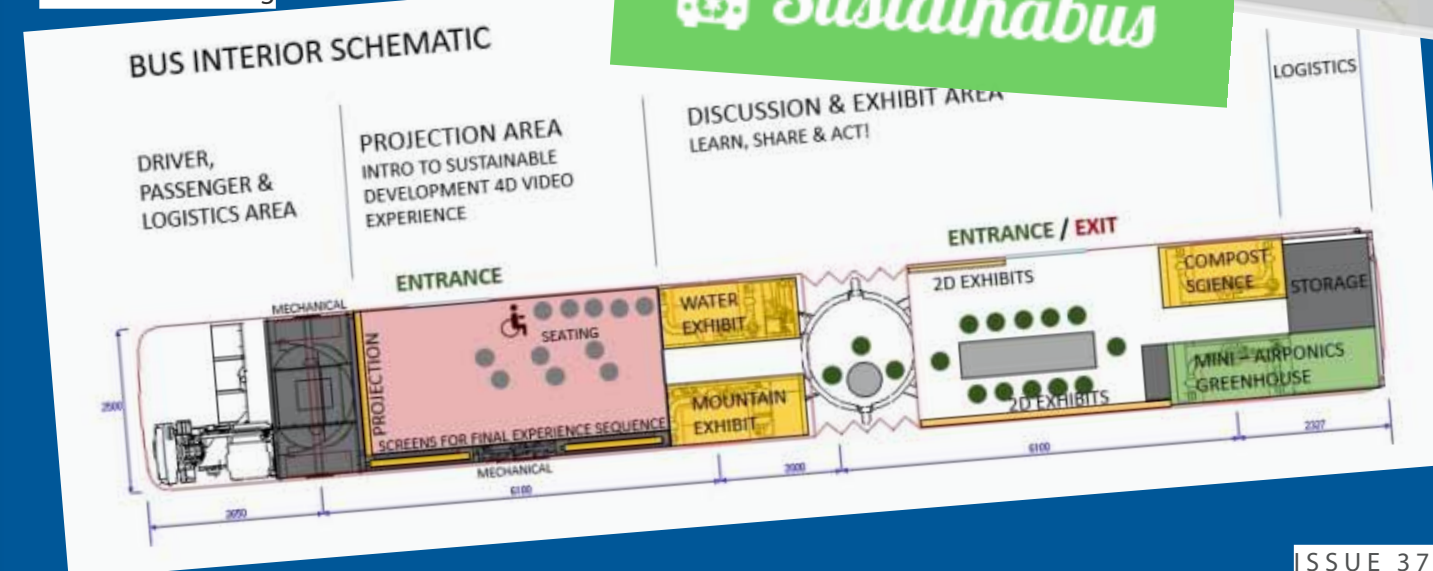 Sustainabus
BUS INTERIOR SCHEMATIC
DRIVER,
PASSENGER &
LOGISTICS AREA
PROJECTION AREA
INTRO TO SUSTAINABLE
DEVELOPMENT 4D VIDEO
EXPERIENCE
DISCUSSION & EXHIBIT AREA
LEARN, SHARE & ACT!
LOGISTICS
ENTRANCE
ENTRANCE / EXIT
MECHANICAL
PROJECTION
SEATING
SCREENS FOR FINAL EXPERIENCE SEQUENCE
MECHANICAL
WATER
EXHIBIT
MOUNTAIN
EXHIBIT
2D EXHIBITS
2D EXHIBITS
COMPOST
SCIENCE
STORAGE
MINI – AIRPONICS
GREENHOUSE
2500
2650
6100
2000
6100
2327
ISSUE 37